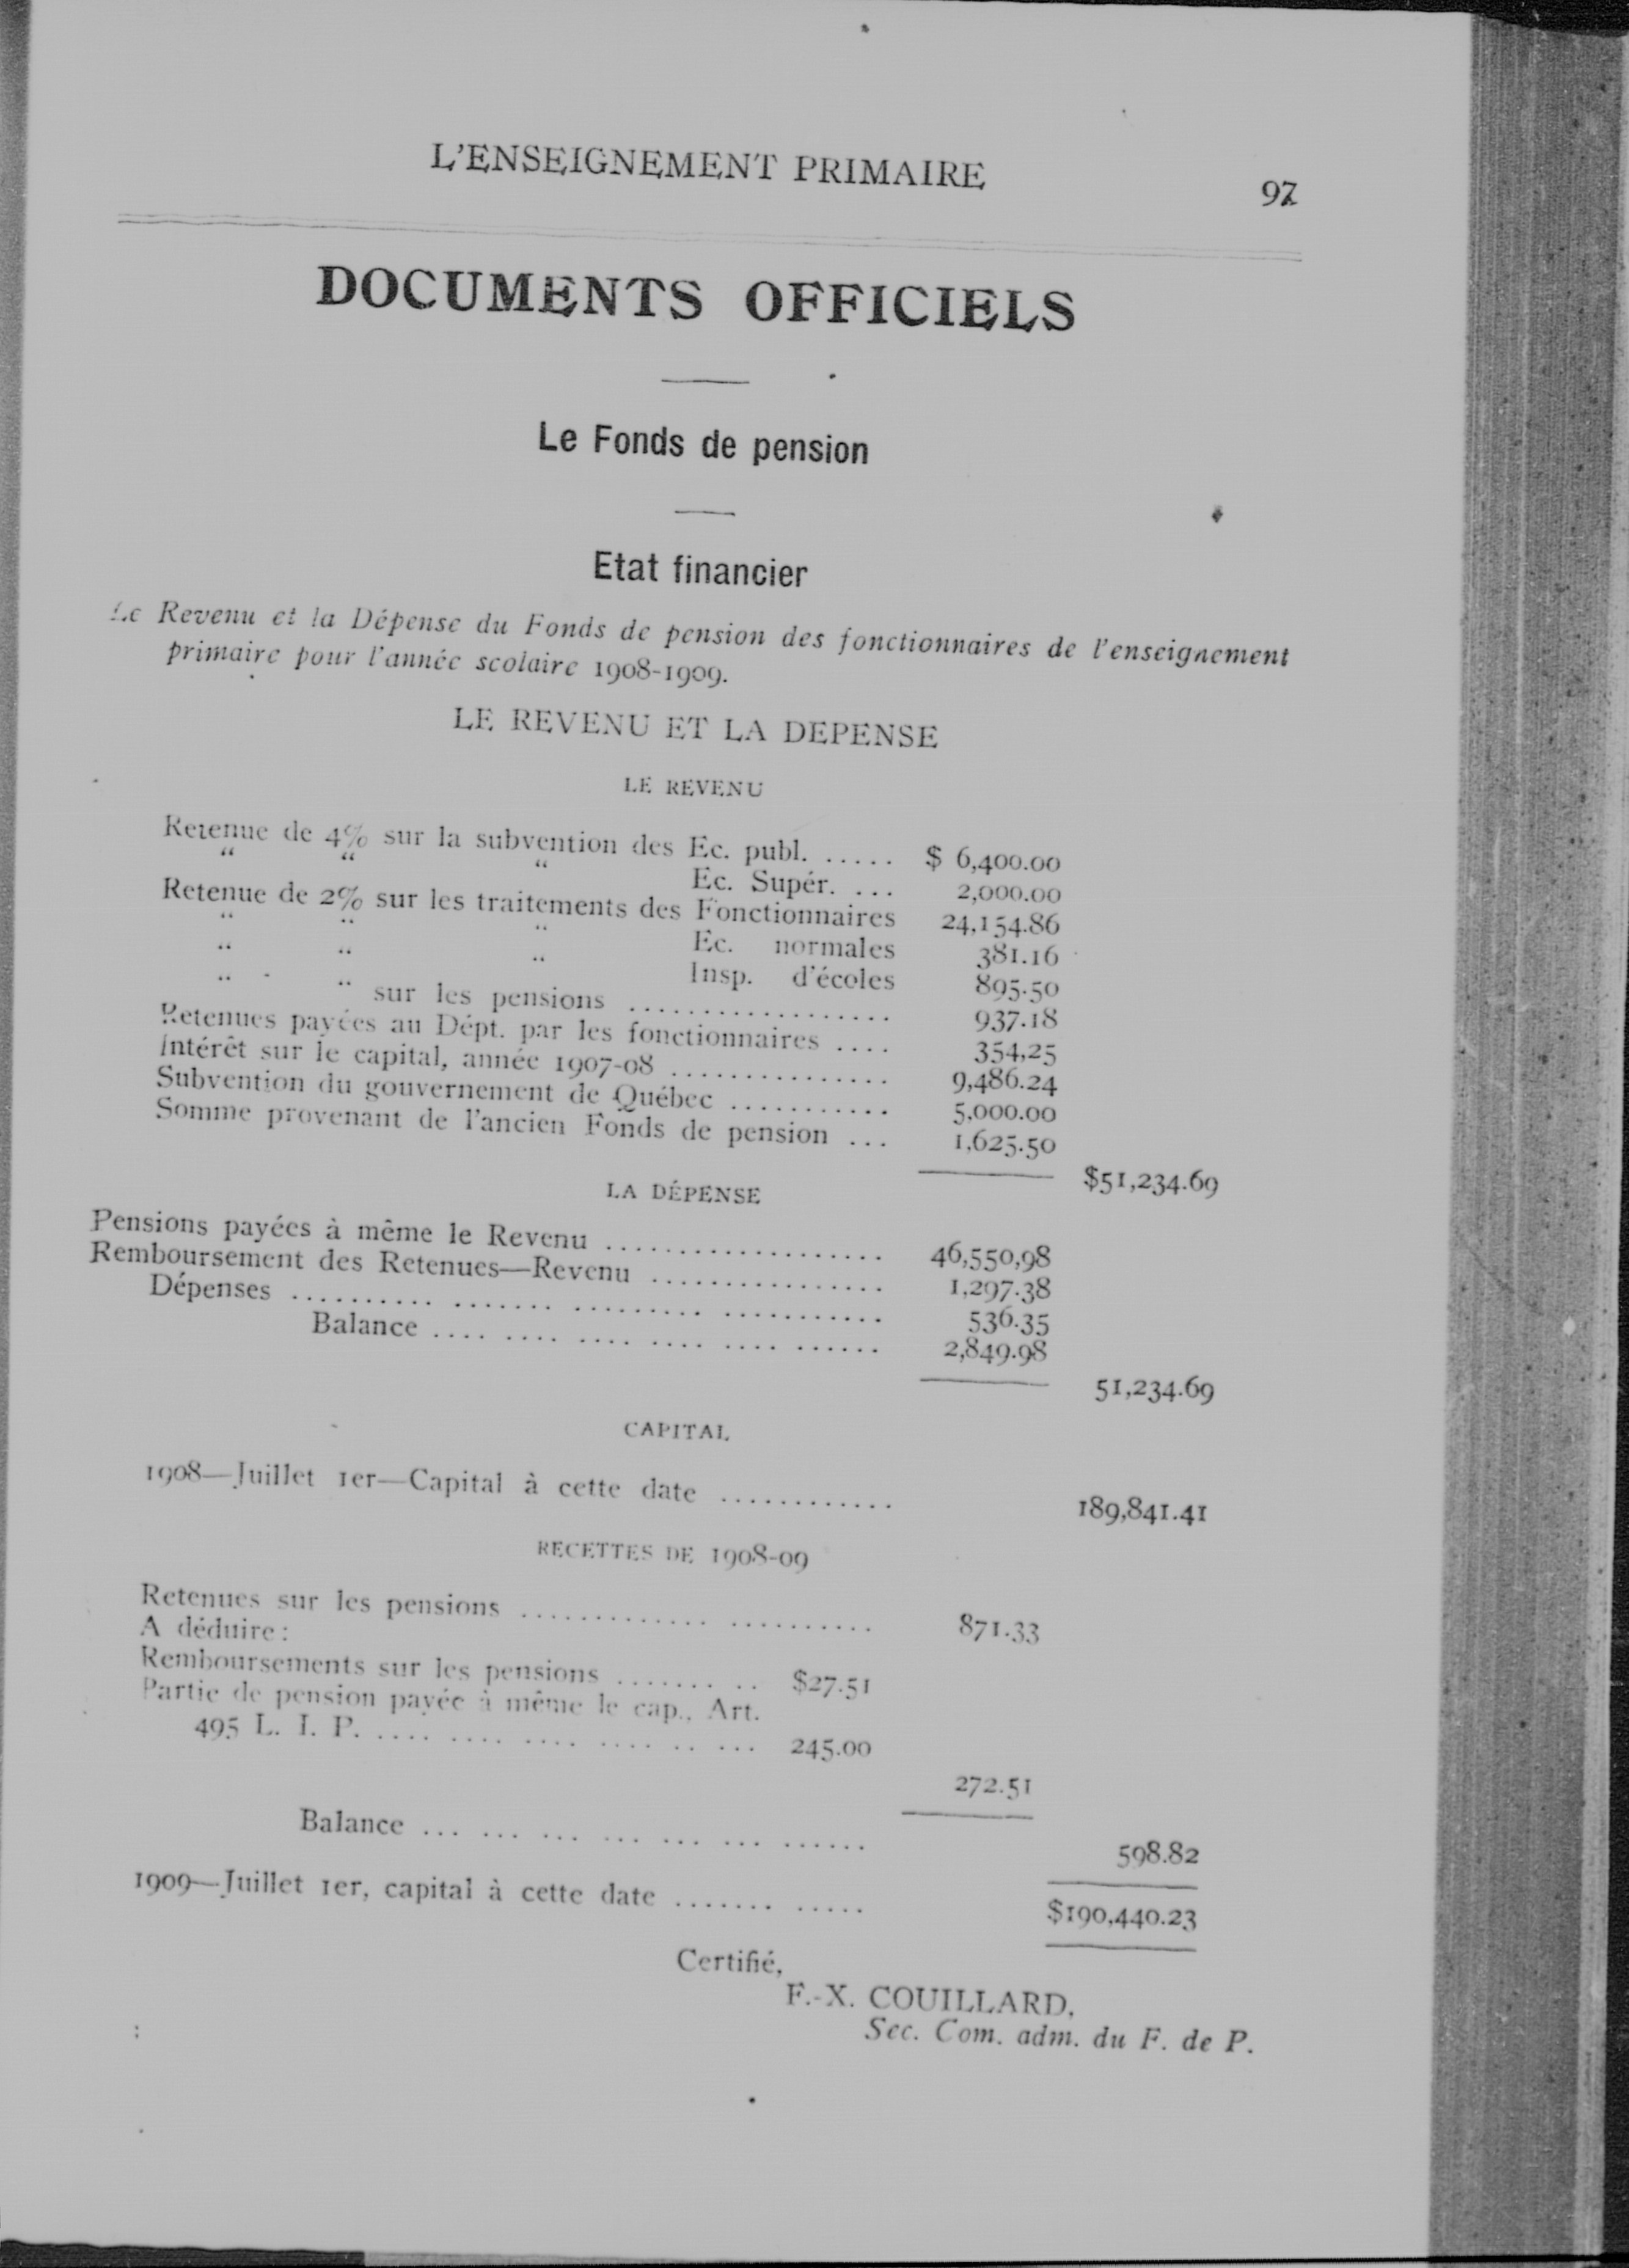 L'ENSEIGNEMENT PRIMAIRE 97
DOCUMENTS OFFICIELS
Le Fonds de pension
Etat financier
Le Revenu et la Dépense du Fonds de pension des fonctionnaires de l'enseignement
primaire pour l'année scolaire 1908-1909.
LE REVENU ET LA DEPENSE
LE REVENU
Retenue de 4% sur la subvention des Ec. publ. ..... $ 6,400.00
" " " Ec. Supér. ... 2,000.00
Retenue de 2% sur les traitements des Fonctionnaires 24,154.86
" " " Ec. normales 381.16
" " " Insp. d'écoles 895.50
" " sur les pensions .................. 937.18
Retenues payées au Dépt. par les fonctionnaires .... 354,25
Intérêt sur le capital, année 1907-08 ............... 9,486.24
Subvention du gouvernement de Québec ........... 5,000.00
Somme provenant de l'ancien Fonds de pension ... 1,625.50
$51,234.69
LA DÉPENSE
Pensions payées à même le Revenu ................... 46,550,98
Remboursement des Retenues—Revenu ................ 1,297.38
Dépenses .......... ....... ......... ........... 536.35
Balance .... .... .... .... .... ...... 2,849.98
51,234.69
CAPITAL
1908—Juillet 1er—Capital à cette date ............ 189,841.41
RECETTES DE 1908-09
Retenues sur les pensions ............. .......... 871.33
A déduire:
Remboursements sur les pensions ....... .. $27.51
Partie de pension payée à même le cap., Art.
495 L. I. P. .... .... .... .... .. ... 245.00
272.51
Balance ... ... ... ... ... ... ...... 598.82
1909—Juillet 1er, capital à cette date ....... ..... $190,440.23
Certifié,
F.-X. COUILLARD,
Sec. Com. adm. du F. de P.